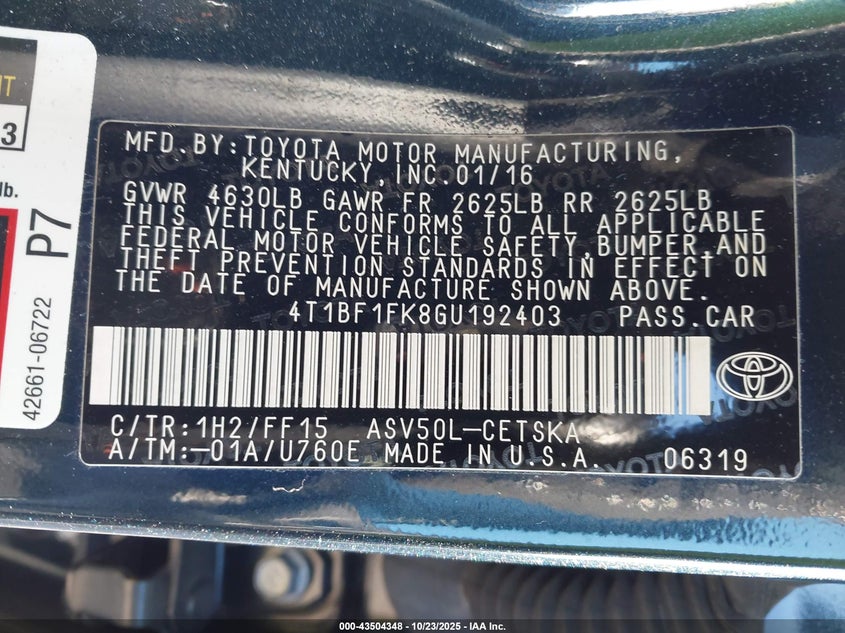 NT
3
lb.
P7
42661-06722
MFD.BY:TOYOTA MOTOR MANUFACTURING,
KENTUCKY,INC.01/16
GVWR 4630LB GAWR FR 2625LB RR 2625LB
THIS VEHICLE CONFORMS TO ALL APPLICABLE
FEDERAL MOTOR VEHICLE SAFETY,BUMPER,AND
THEFT PREVENTION STANDARDS IN EFFECT ON
THE DATE OF MANUFACTURE SHOWN ABOVE.
4T1BF1FK8GU192403 PASS.CAR
C/TR:1H2/FF15 ASV50L-CETSKA
A/TM:-01A/U760E MADE IN U.S.A. 06319
000-43504348 | 10/23/2025 | IAA Inc.